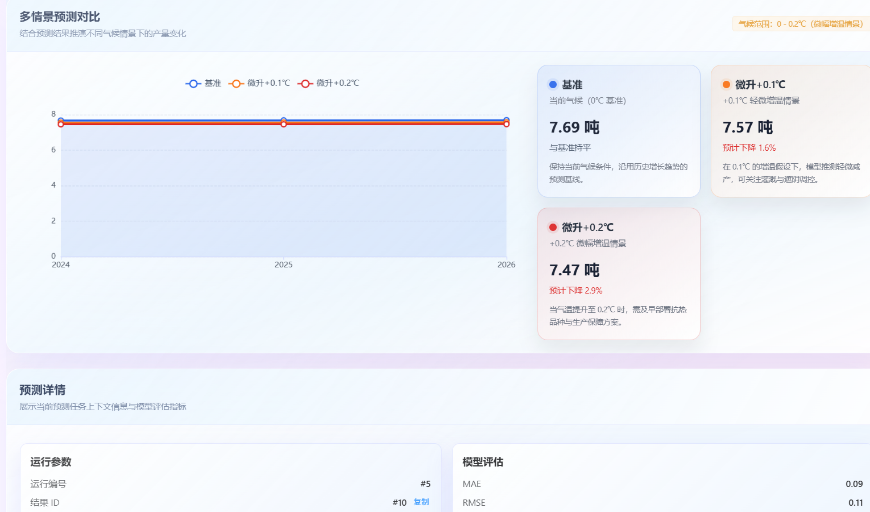 多情景预测对比
结合预测结果推演不同气候情景下的产量变化
气候范围：0 - 0.2℃（微幅增温情景）
基准 微升+0.1℃ 微升+0.2℃
8
6
4
2
0
2024 2025 2026
基准
当前气候（0℃ 基准）
7.69 吨
与基准持平
保持当前气候条件，沿用历史增长趋势的
预测基线。
微升+0.1℃
+0.1℃ 轻微增温情景
7.57 吨
预计下降 1.6%
在 0.1℃ 的增温假设下，模型推测轻微减
产，可关注灌溉与遮阴调控。
微升+0.2℃
+0.2℃ 微幅增温情景
7.47 吨
预计下降 2.9%
当气温提升至 0.2℃ 时，需及早部署抗热
品种与生产保障方案。
预测详情
展示当前预测任务上下文信息与模型评估指标
运行参数
运行编号 #5
结果 ID #10 复制
模型评估
MAE 0.09
RMSE 0.11